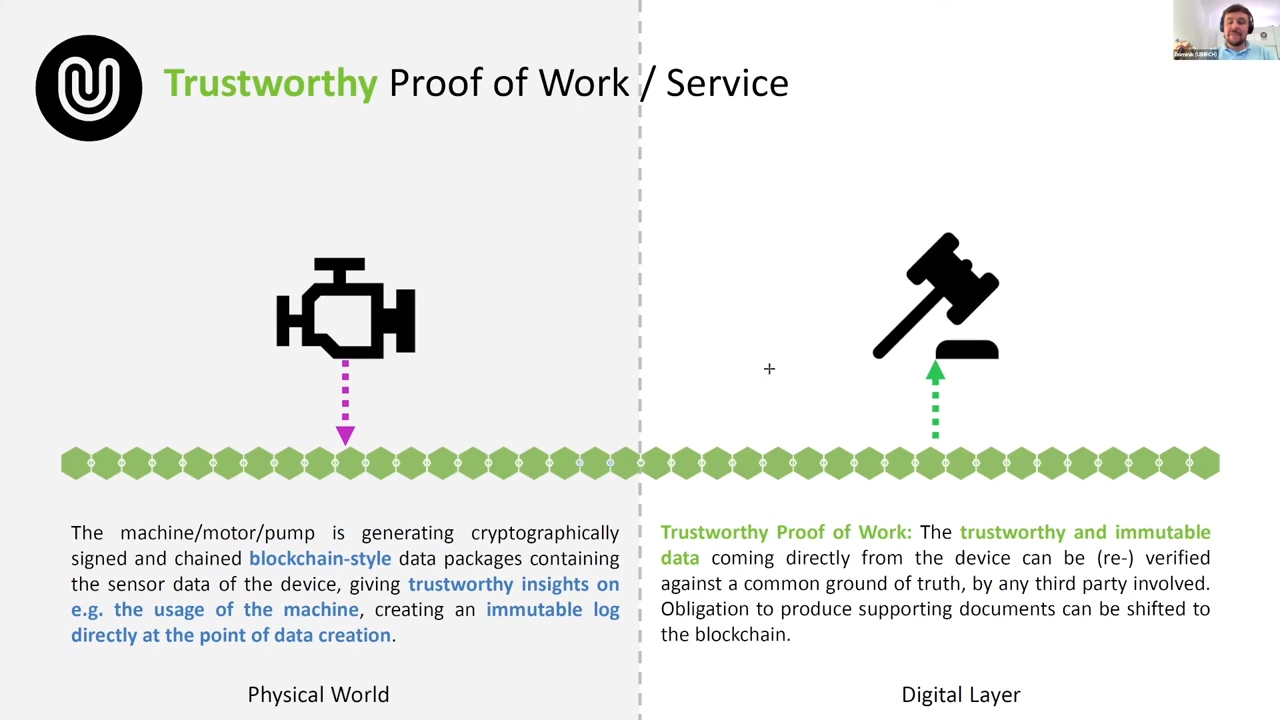 Dominik (UBIRCH)
Trustworthy Proof of Work / Service
The machine/motor/pump is generating cryptographically
signed and chained blockchain-style data packages containing
the sensor data of the device, giving trustworthy insights on
e.g. the usage of the machine, creating an immutable log
directly at the point of data creation.
Physical World
Trustworthy Proof of Work: The trustworthy and immutable
data coming directly from the device can be (re-) verified
against a common ground of truth, by any third party involved.
Obligation to produce supporting documents can be shifted to
the blockchain.
Digital Layer